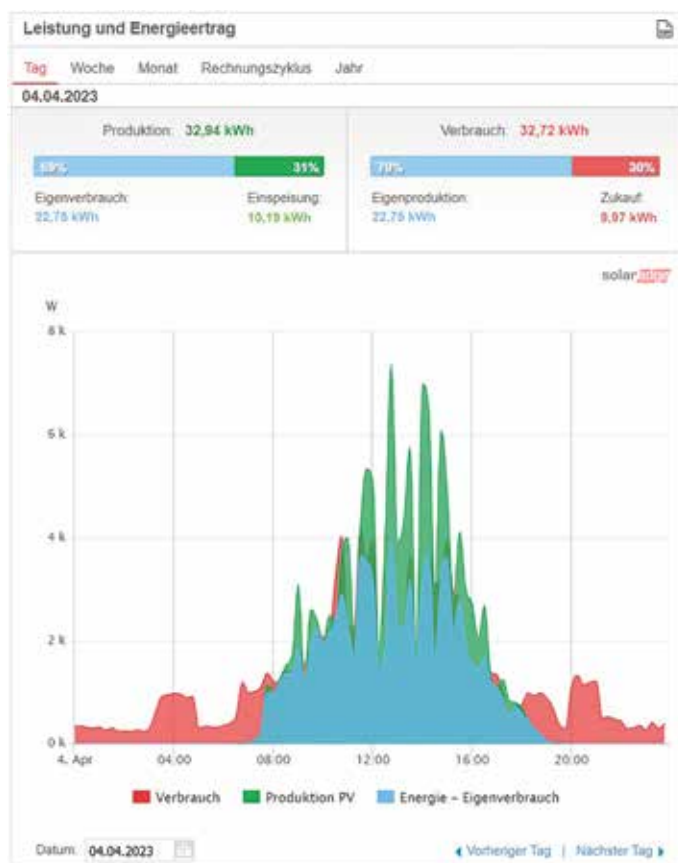 Leistung und Energieertrag
Tag Woche Monat Rechnungszyklus Jahr
04.04.2023
Produktion: 32,94 kWh
69% 31%
Eigenverbrauch: Einspeisung:
22,75 kWh 10,19 kWh
Verbrauch: 32,72 kWh
70% 30%
Eigenproduktion: Zukauf:
22,75 kWh 9,97 kWh
solaredge
W
8 k
6 k
4 k
2 k
0 k
4. Apr 04:00 08:00 12:00 16:00 20:00
Verbrauch Produktion PV Energie – Eigenverbrauch
Datum: 04.04.2023 Vorheriger Tag | Nächster Tag